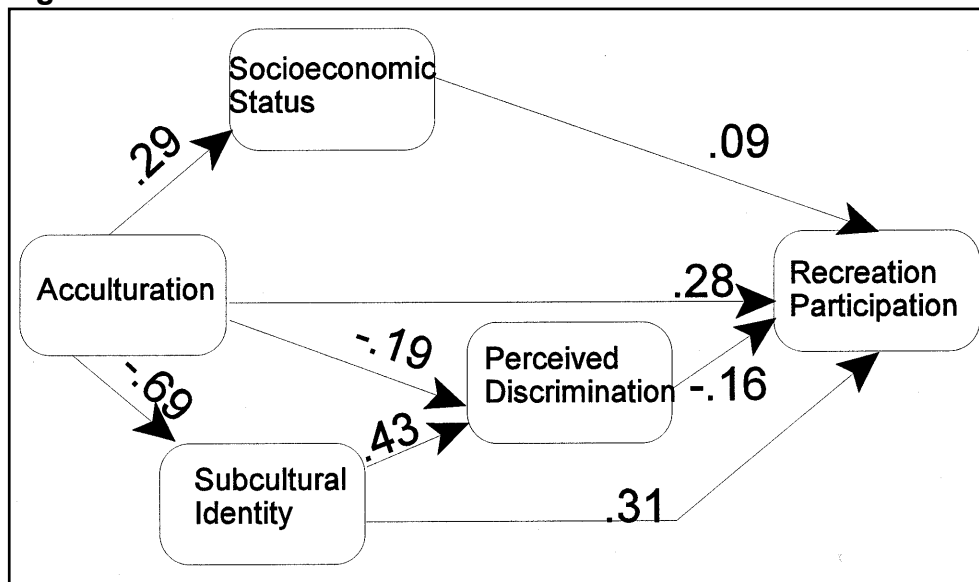 Socioeconomic
Status
.29
.09
Acculturation
.28
Recreation
Participation
-.19
Perceived
Discrimination
-.16
-.69
.43
Subcultural
Identity
.31